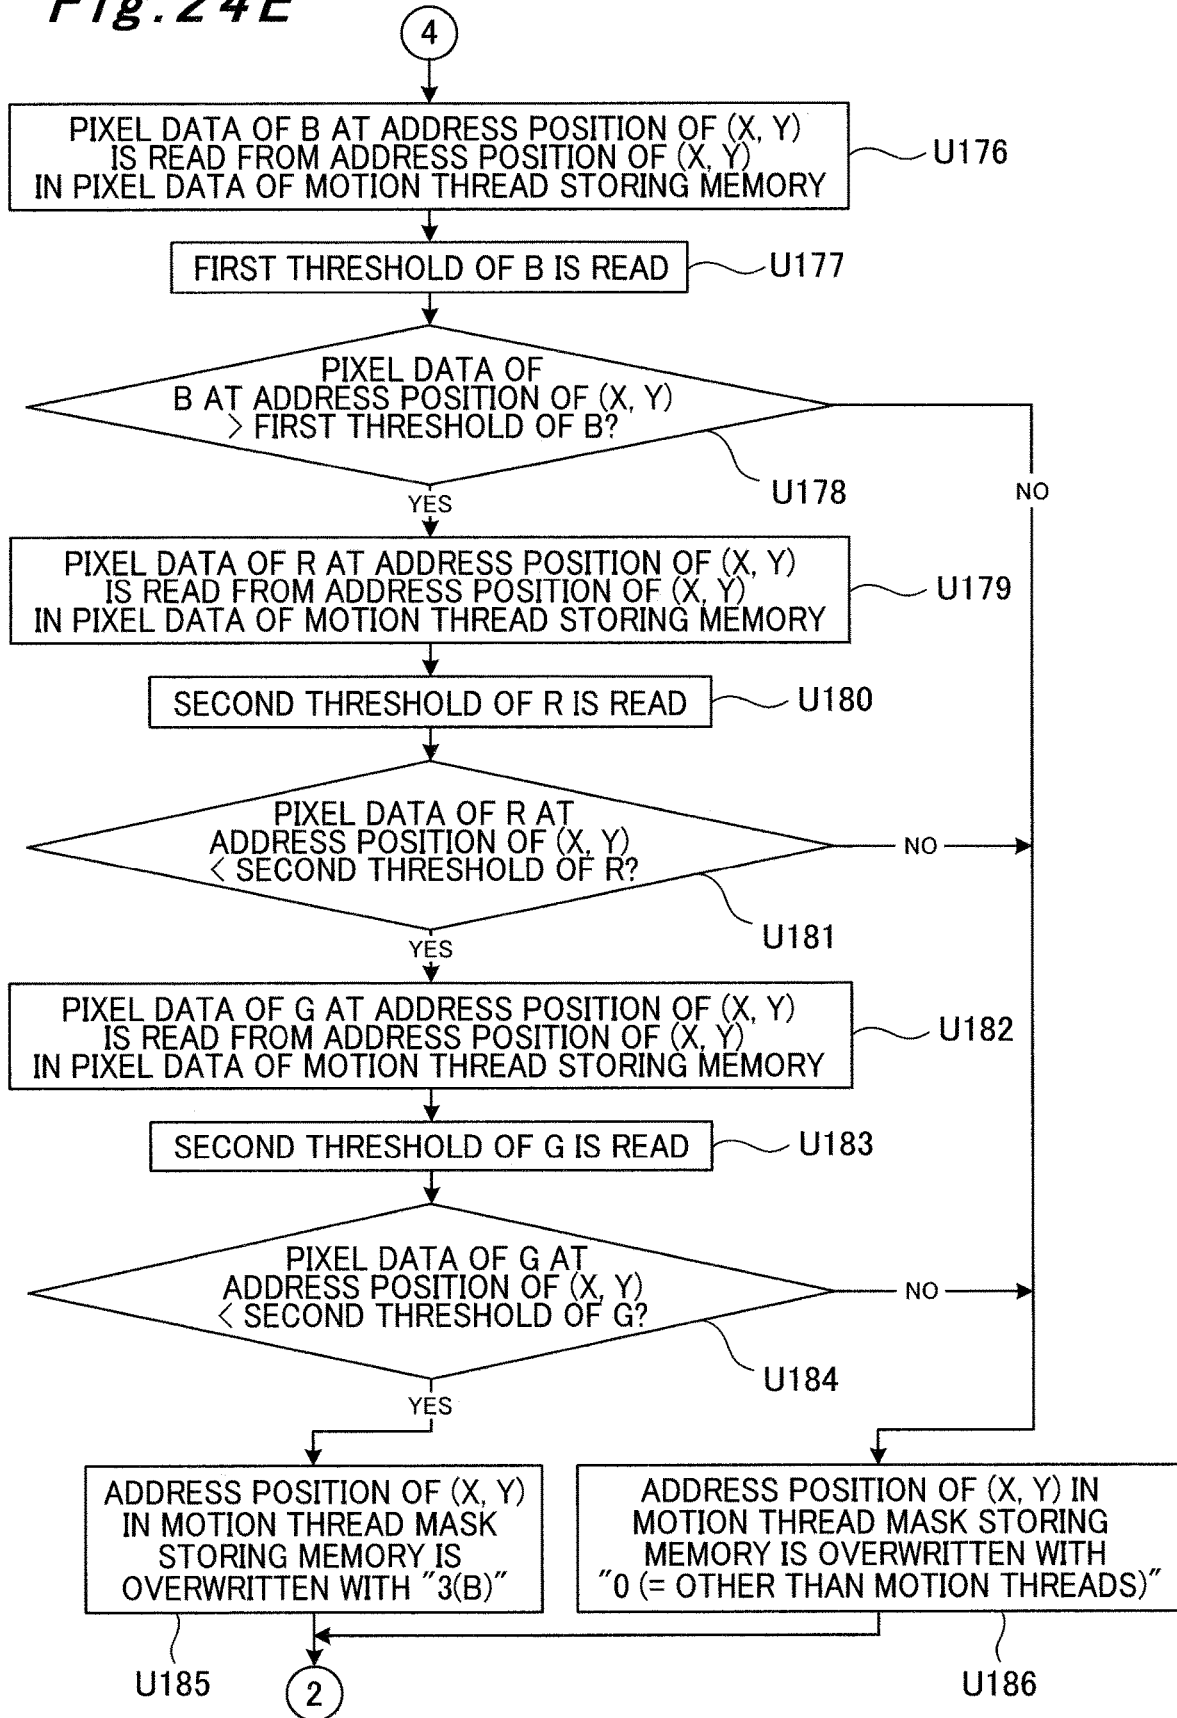 Fig.24E
4
PIXEL DATA OF B AT ADDRESS POSITION OF (X, Y)
IS READ FROM ADDRESS POSITION OF (X, Y)
IN PIXEL DATA OF MOTION THREAD STORING MEMORY
U176
FIRST THRESHOLD OF B IS READ
U177
PIXEL DATA OF
B AT ADDRESS POSITION OF (X, Y)
> FIRST THRESHOLD OF B?
U178
NO
YES
PIXEL DATA OF R AT ADDRESS POSITION OF (X, Y)
IS READ FROM ADDRESS POSITION OF (X, Y)
IN PIXEL DATA OF MOTION THREAD STORING MEMORY
U179
SECOND THRESHOLD OF R IS READ
U180
PIXEL DATA OF R AT
ADDRESS POSITION OF (X, Y)
< SECOND THRESHOLD OF R?
NO
U181
YES
PIXEL DATA OF G AT ADDRESS POSITION OF (X, Y)
IS READ FROM ADDRESS POSITION OF (X, Y)
IN PIXEL DATA OF MOTION THREAD STORING MEMORY
U182
SECOND THRESHOLD OF G IS READ
U183
PIXEL DATA OF G AT
ADDRESS POSITION OF (X, Y)
< SECOND THRESHOLD OF G?
NO
U184
YES
ADDRESS POSITION OF (X, Y)
IN MOTION THREAD MASK
STORING MEMORY IS
OVERWRITTEN WITH "3(B)"
U185
ADDRESS POSITION OF (X, Y) IN
MOTION THREAD MASK STORING
MEMORY IS OVERWRITTEN WITH
"0 (= OTHER THAN MOTION THREADS)"
U186
2